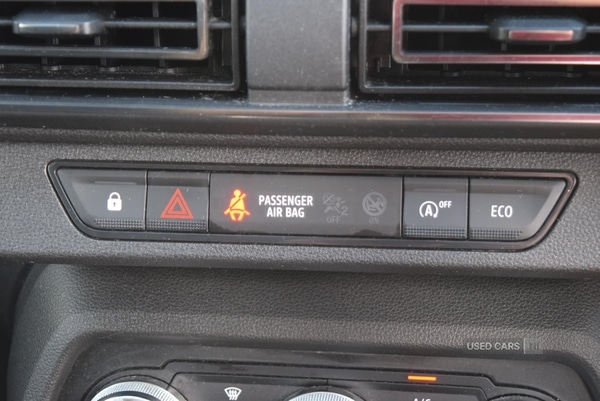 PASSENGER
AIR BAG
OFF
ON
A OFF
ECO
USED CARS
A/C